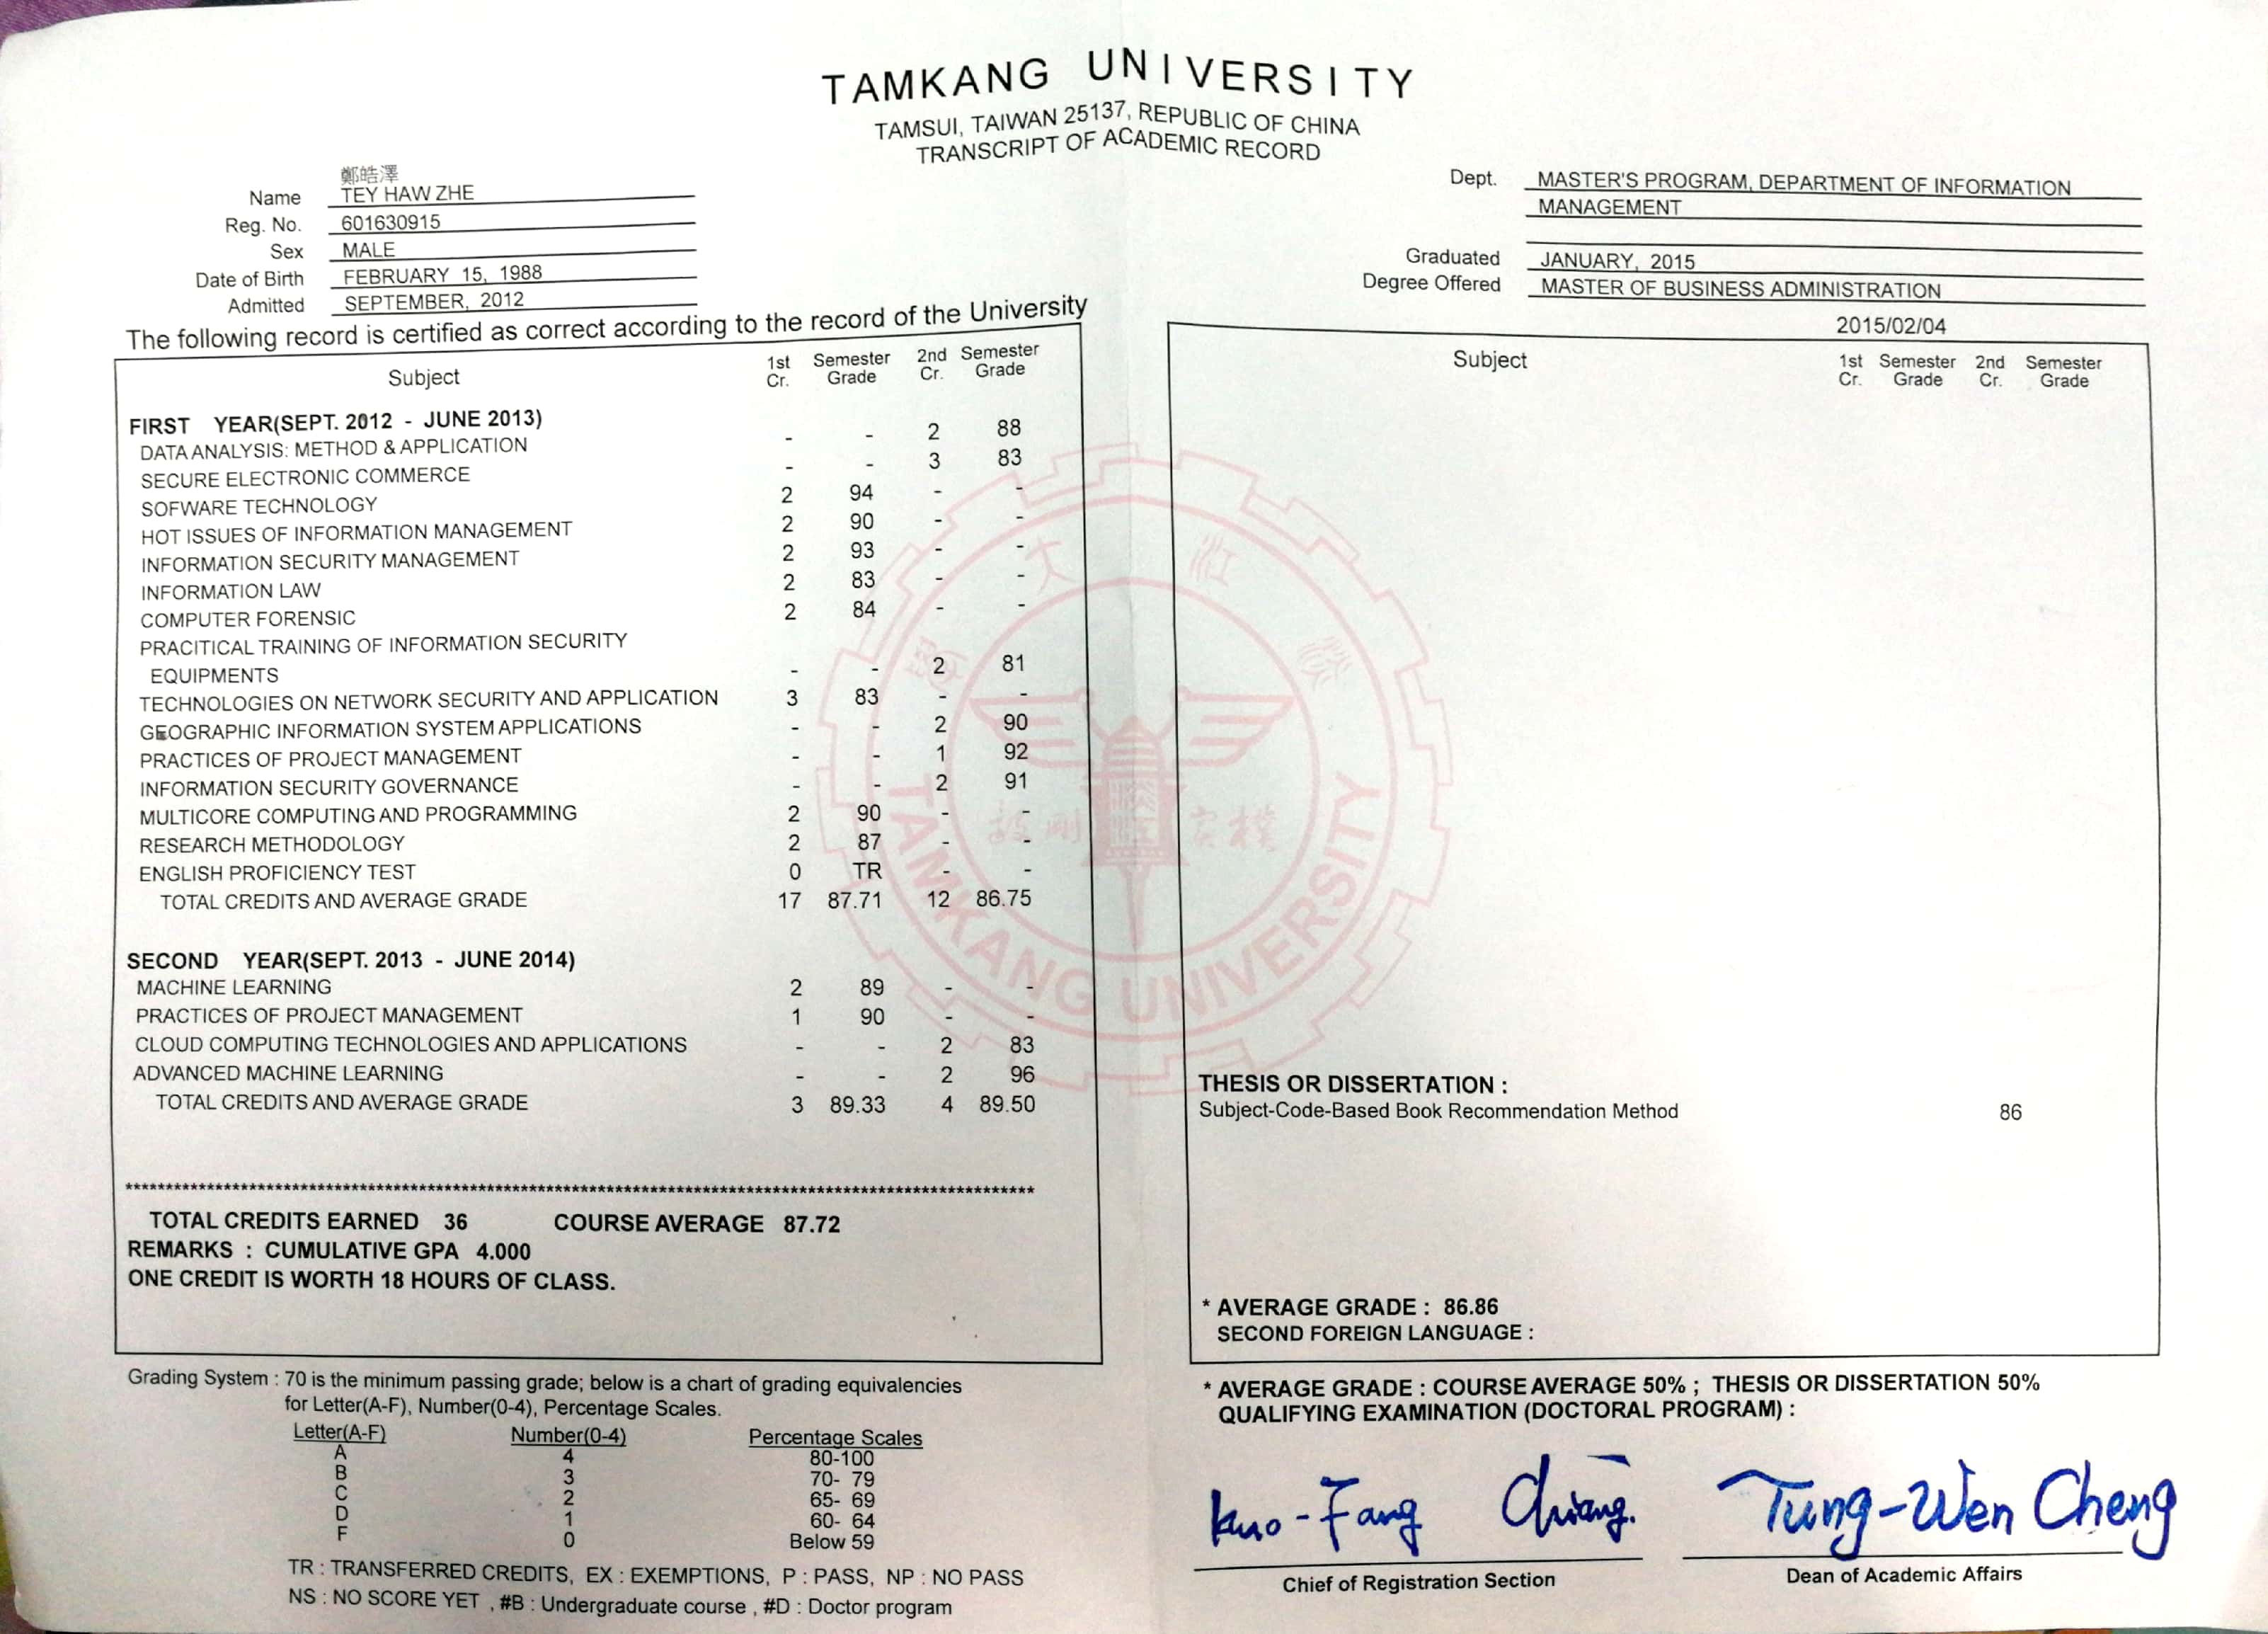 TAMKANG UNIVERSITY
TAMSUI, TAIWAN 25137, REPUBLIC OF CHINA
TRANSCRIPT OF ACADEMIC RECORD
鄭皓澤
Name TEY HAW ZHE
Reg. No. 601630915
Sex MALE
Date of Birth FEBRUARY 15, 1988
Admitted SEPTEMBER, 2012
Dept. MASTER'S PROGRAM, DEPARTMENT OF INFORMATION
MANAGEMENT
Graduated JANUARY, 2015
Degree Offered MASTER OF BUSINESS ADMINISTRATION
The following record is certified as correct according to the record of the University
2015/02/04
Subject 1st Cr. Semester Grade 2nd Cr. Semester Grade
FIRST YEAR(SEPT. 2012 - JUNE 2013)
DATA ANALYSIS: METHOD & APPLICATION - - 2 88
SECURE ELECTRONIC COMMERCE - - 3 83
SOFWARE TECHNOLOGY 2 94 - -
HOT ISSUES OF INFORMATION MANAGEMENT 2 90 - -
INFORMATION SECURITY MANAGEMENT 2 93 - -
INFORMATION LAW 2 83 - -
COMPUTER FORENSIC 2 84 - -
PRACITICAL TRAINING OF INFORMATION SECURITY
EQUIPMENTS - - 2 81
TECHNOLOGIES ON NETWORK SECURITY AND APPLICATION 3 83 - -
GEOGRAPHIC INFORMATION SYSTEM APPLICATIONS - - 2 90
PRACTICES OF PROJECT MANAGEMENT - - 1 92
INFORMATION SECURITY GOVERNANCE - - 2 91
MULTICORE COMPUTING AND PROGRAMMING 2 90 - -
RESEARCH METHODOLOGY 2 87 - -
ENGLISH PROFICIENCY TEST 0 TR - -
TOTAL CREDITS AND AVERAGE GRADE 17 87.71 12 86.75
SECOND YEAR(SEPT. 2013 - JUNE 2014)
MACHINE LEARNING 2 89 - -
PRACTICES OF PROJECT MANAGEMENT 1 90 - -
CLOUD COMPUTING TECHNOLOGIES AND APPLICATIONS - - 2 83
ADVANCED MACHINE LEARNING - - 2 96
TOTAL CREDITS AND AVERAGE GRADE 3 89.33 4 89.50
TOTAL CREDITS EARNED 36 COURSE AVERAGE 87.72
REMARKS : CUMULATIVE GPA 4.000
ONE CREDIT IS WORTH 18 HOURS OF CLASS.
Subject 1st Cr. Semester Grade 2nd Cr. Semester Grade
TAMKANG UNIVERSITY
THESIS OR DISSERTATION :
Subject-Code-Based Book Recommendation Method 86
* AVERAGE GRADE : 86.86
SECOND FOREIGN LANGUAGE :
Grading System : 70 is the minimum passing grade; below is a chart of grading equivalencies
for Letter(A-F), Number(0-4), Percentage Scales.
Letter(A-F) Number(0-4) Percentage Scales
A 4 80-100
B 3 70- 79
C 2 65- 69
D 1 60- 64
F 0 Below 59
TR : TRANSFERRED CREDITS, EX : EXEMPTIONS, P : PASS, NP : NO PASS
NS : NO SCORE YET , #B : Undergraduate course , #D : Doctor program
* AVERAGE GRADE : COURSE AVERAGE 50% ; THESIS OR DISSERTATION 50%
QUALIFYING EXAMINATION (DOCTORAL PROGRAM) :
Kuo-Fang Chiang. Tung-Wen Cheng
Chief of Registration Section Dean of Academic Affairs